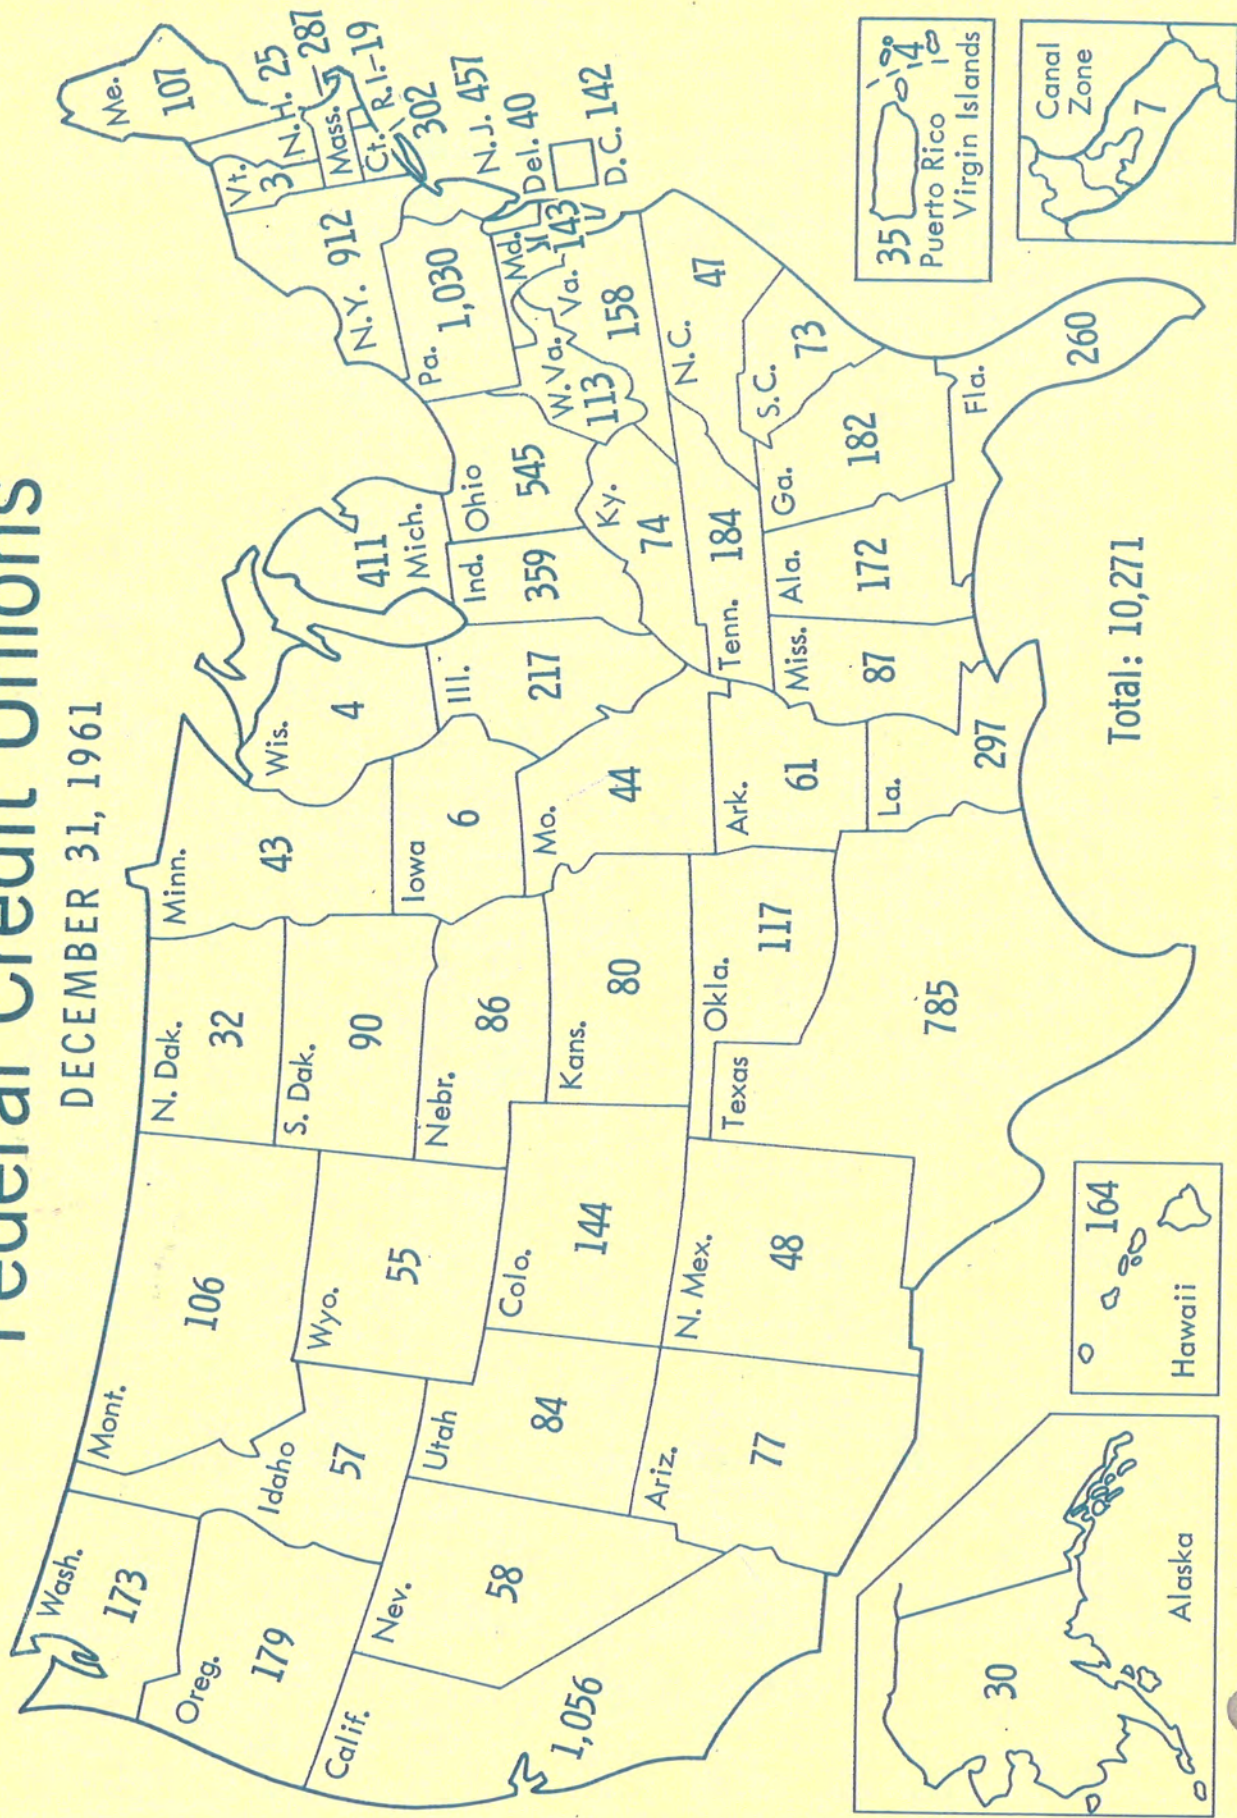 Federal Credit Unions
DECEMBER 31, 1961
Wash.
173
Oreg.
179
Calif.
1,056
Nev.
58
Idaho
57
Mont.
106
Wyo.
55
Utah
84
Colo.
144
Ariz.
77
N. Mex.
48
N. Dak.
32
S. Dak.
90
Nebr.
86
Kans.
80
Okla.
117
Texas
785
Minn.
43
Iowa
6
Mo.
44
Ark.
61
La.
297
Wis.
4
Ill.
217
Mich.
411
Ind.
359
Ohio
545
Ky.
74
Tenn.
184
Miss.
87
Ala.
172
Ga.
182
Fla.
260
S.C.
73
N.C.
47
Va.
158
W.Va.
113
Md.
143
D.C. 142
Del. 40
N.J. 457
Pa.
1,030
N.Y. 912
Ct.
302
R.I.-19
Mass.
287
Vt.
3
N.H. 25
Me.
107
Alaska
30
Hawaii
164
Total: 10,271
35
Puerto Rico
14
Virgin Islands
Canal
Zone
7